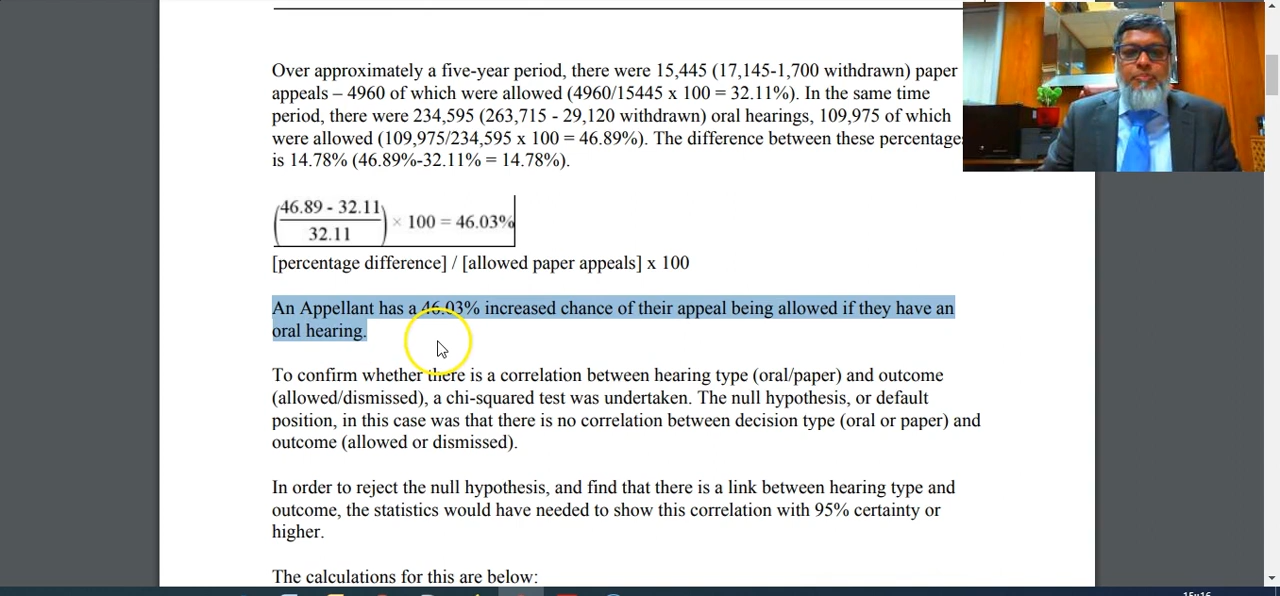 Over approximately a five-year period, there were 15,445 (17,145-1,700 withdrawn) paper
appeals – 4960 of which were allowed (4960/15445 x 100 = 32.11%). In the same time
period, there were 234,595 (263,715 - 29,120 withdrawn) oral hearings, 109,975 of which
were allowed (109,975/234,595 x 100 = 46.89%). The difference between these percentage
is 14.78% (46.89%-32.11% = 14.78%).
46.89 - 32.11
32.11
× 100 = 46.03%
[percentage difference] / [allowed paper appeals] x 100
An Appellant has a 46.03% increased chance of their appeal being allowed if they have an
oral hearing.
To confirm whether there is a correlation between hearing type (oral/paper) and outcome
(allowed/dismissed), a chi-squared test was undertaken. The null hypothesis, or default
position, in this case was that there is no correlation between decision type (oral or paper) and
outcome (allowed or dismissed).
In order to reject the null hypothesis, and find that there is a link between hearing type and
outcome, the statistics would have needed to show this correlation with 95% certainty or
higher.
The calculations for this are below: